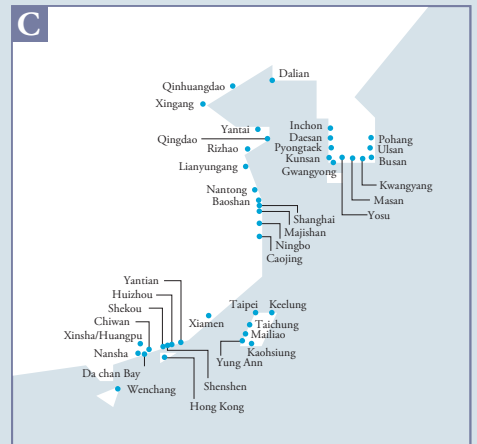 C
Dalian
Qinhuangdao
Xingang
Yantai
Qingdao
Rizhao
Lianyungang
Inchon
Daesan
Pyongtaek
Kunsan
Gwangyong
Pohang
Ulsan
Busan
Kwangyang
Masan
Yosu
Nantong
Baoshan
Shanghai
Majishan
Ningbo
Caojing
Yantian
Huizhou
Shekou
Chiwan
Xinsha/Huangpu
Nansha
Da chan Bay
Wenchang
Xiamen
Taipei
Keelung
Taichung
Mailiao
Kaohsiung
Yung Ann
Shenshen
Hong Kong